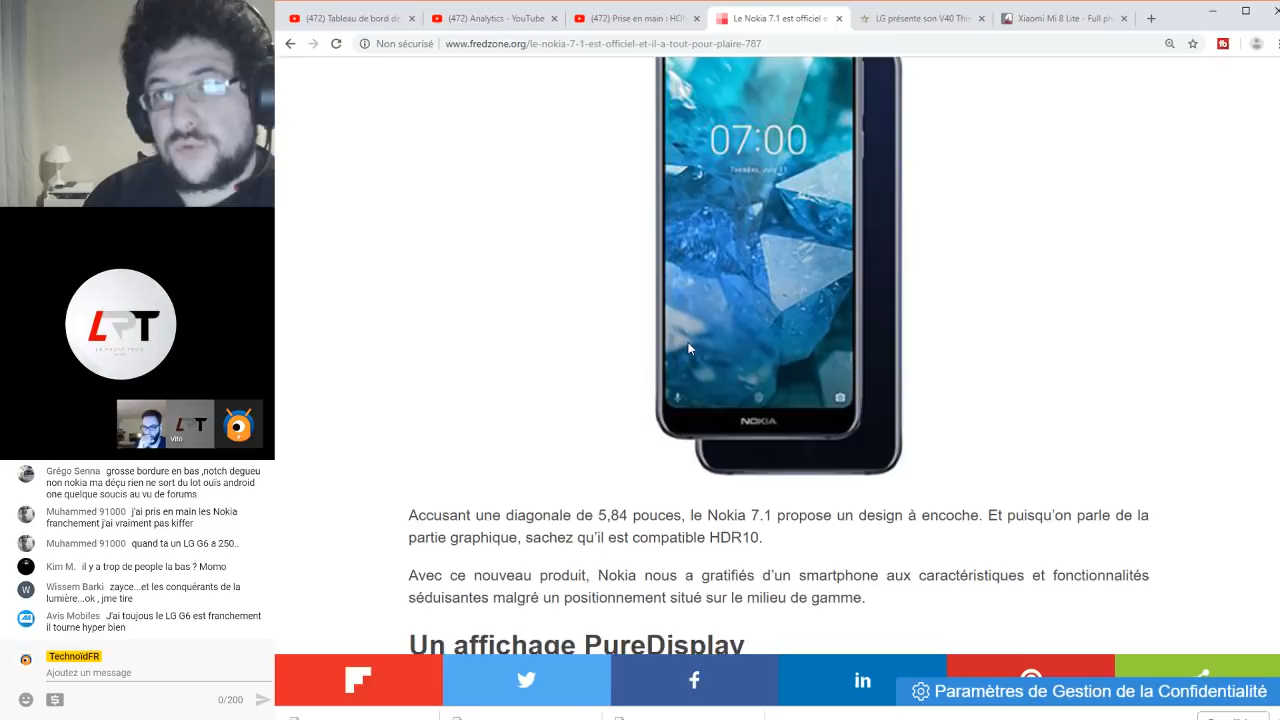 (472) Tableau de bord de
(472) Analytics - YouTube
(472) Prise en main : HON
Le Nokia 7.1 est officiel e
LG présente son V40 Thin
Xiaomi Mi 8 Lite - Full ph
Non sécurisé
www.fredzone.org/le-nokia-7-1-est-officiel-et-il-a-tout-pour-plaire-787
07:00
NOKIA
Accusant une diagonale de 5,84 pouces, le Nokia 7.1 propose un design à encoche. Et puisqu'on parle de la
partie graphique, sachez qu'il est compatible HDR10.
Avec ce nouveau produit, Nokia nous a gratifiés d'un smartphone aux caractéristiques et fonctionnalités
séduisantes malgré un positionnement situé sur le milieu de gamme.
Un affichage PureDisplay
in
Paramètres de Gestion de la Confidentialité
LPT
LPT
Vito
Grégo Senna grosse bordure en bas ,notch degueu
non nokia ma déçu rien ne sort du lot ouïs android
one quelque soucis au vu de forums
Muhammed 91000 j'ai pris en main les Nokia
franchement j'ai vraiment pas kiffer
Muhammed 91000 quand ta un LG G6 a 250..
Kim M. il y a trop de people la bas ? Momo
Wissem Barki zayce...et les conquérants de la
lumière...ok , jme tire
Avis Mobiles J'ai toujous le LG G6 est franchement
il tourne hyper bien
TechnoïdFR
Ajoutez un message
0/200